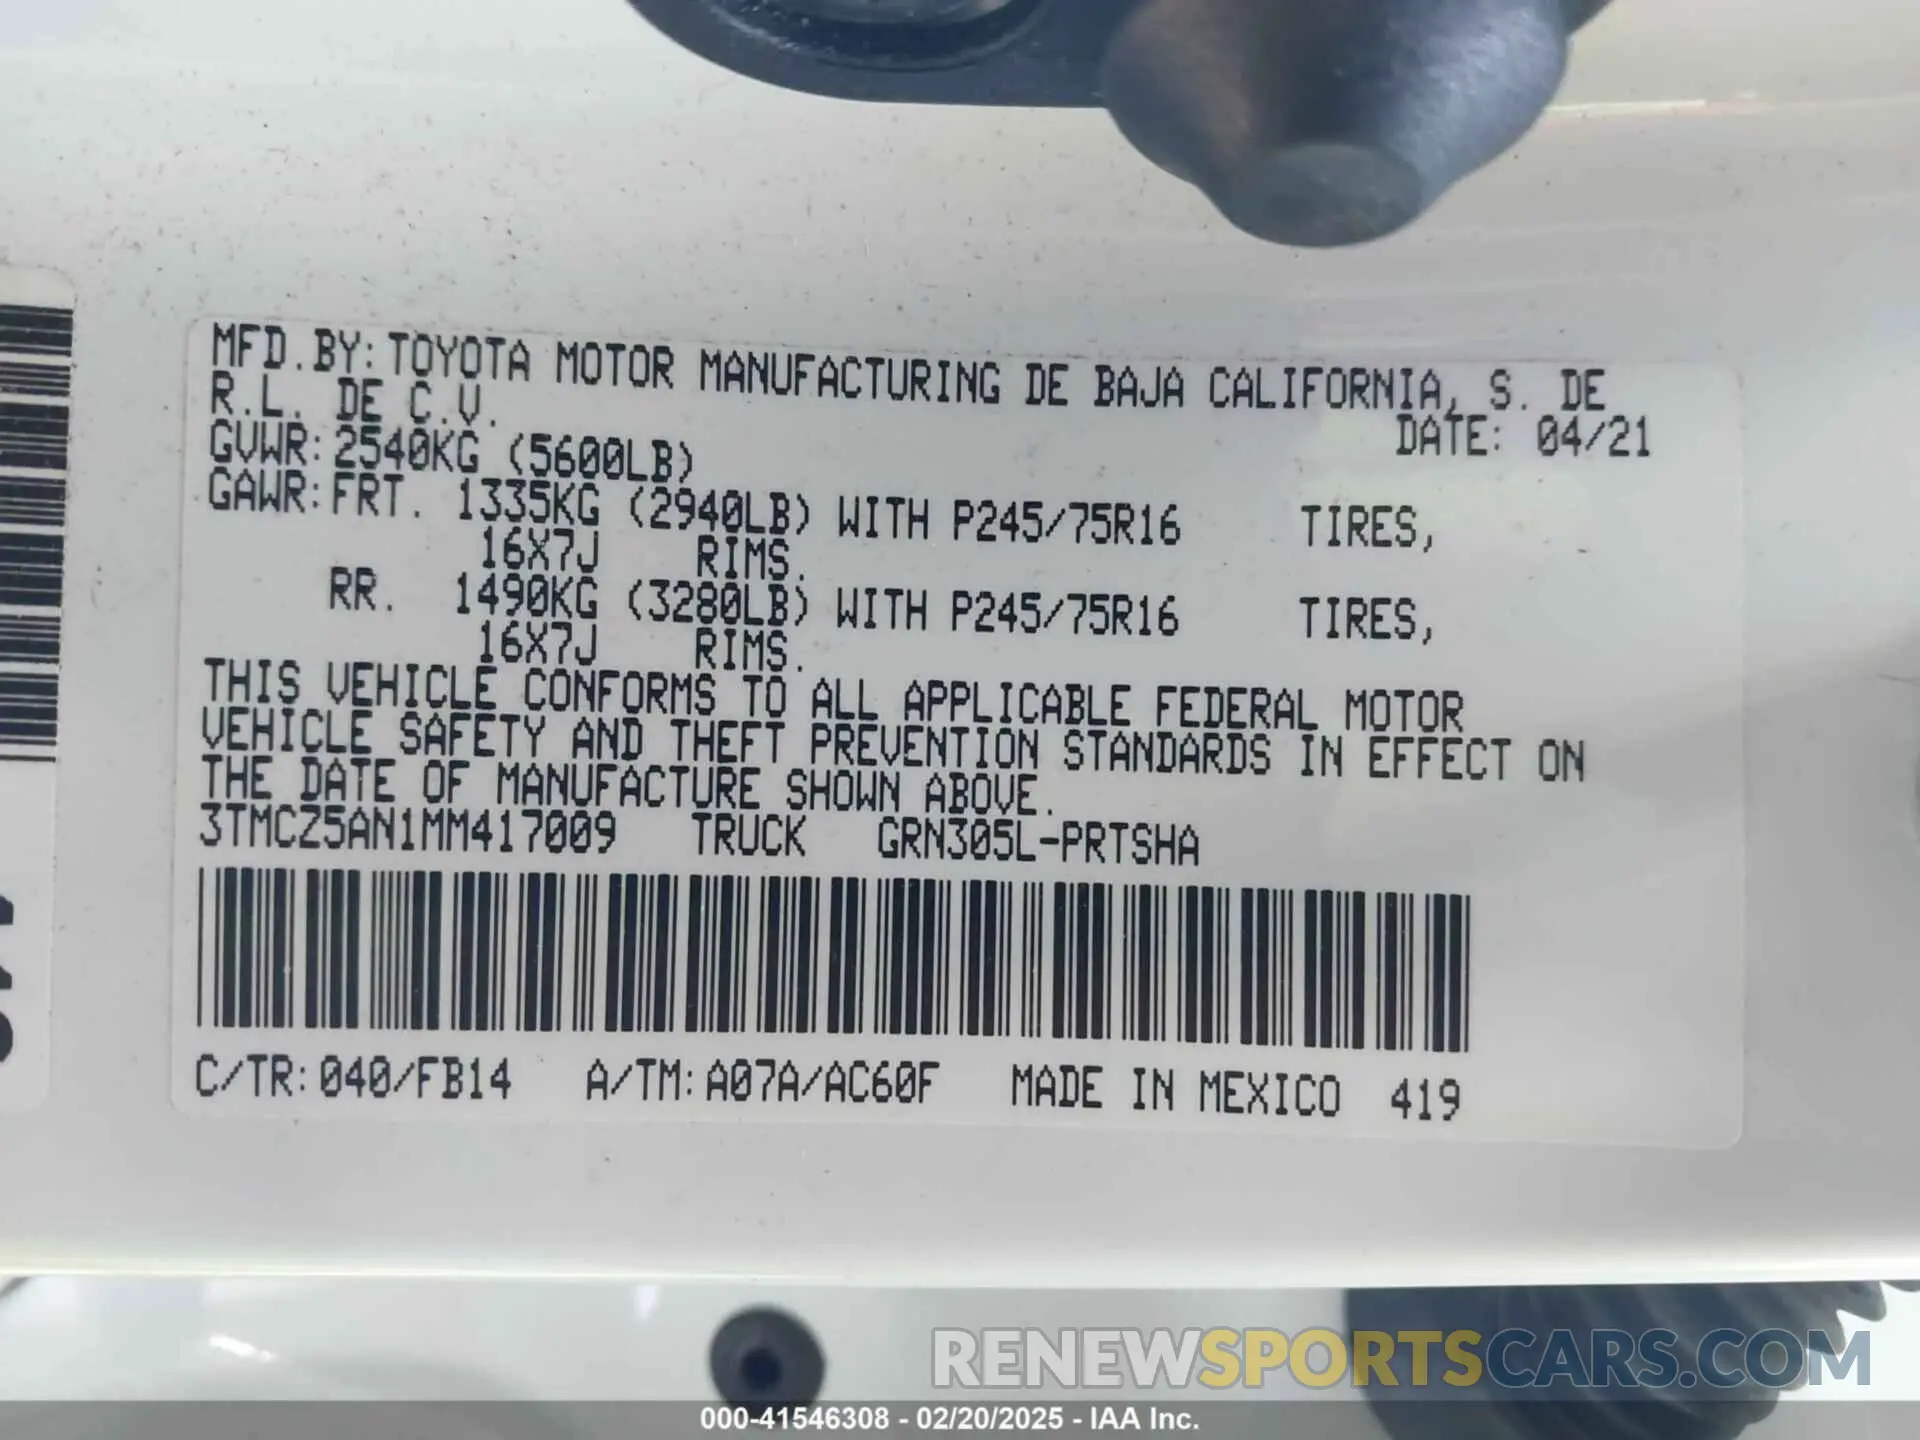 MFD.BY:TOYOTA MOTOR MANUFACTURING DE BAJA CALIFORNIA, S. DE
R.L. DE C.V.
DATE: 04/21
GVWR:2540KG (5600LB)
GAWR:FRT. 1335KG (2940LB) WITH P245/75R16 TIRES,
16X7J RIMS.
RR. 1490KG (3280LB) WITH P245/75R16 TIRES,
16X7J RIMS.
THIS VEHICLE CONFORMS TO ALL APPLICABLE FEDERAL MOTOR
VEHICLE SAFETY AND THEFT PREVENTION STANDARDS IN EFFECT ON
THE DATE OF MANUFACTURE SHOWN ABOVE.
3TMCZ5AN1MM417009 TRUCK GRN305L-PRTSHA
C/TR:040/FB14 A/TM:A07A/AC60F MADE IN MEXICO 419
RENEWSPORTSCARS.COM
000-41546308 - 02/20/2025 - IAA Inc.